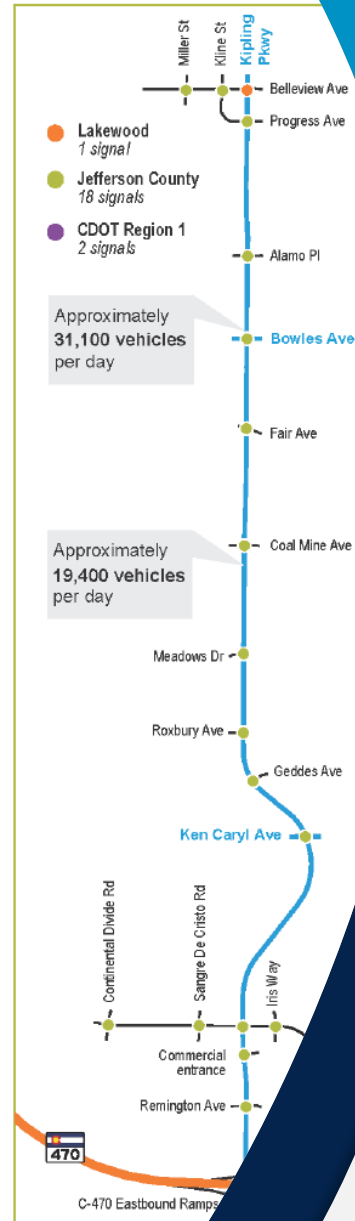 Miller St
Kline St
Kipling
Pkwy
Belleview Ave
Progress Ave
Lakewood
1 signal
Jefferson County
18 signals
CDOT Region 1
2 signals
Alamo Pl
Approximately
31,100 vehicles
per day
Bowles Ave
Fair Ave
Approximately
19,400 vehicles
per day
Coal Mine Ave
Meadows Dr
Roxbury Ave
Geddes Ave
Ken Caryl Ave
Continental Divide Rd
Sangre De Cristo Rd
Iris Way
Commercial
entrance
Remington Ave
470
C-470 Eastbound Ramps